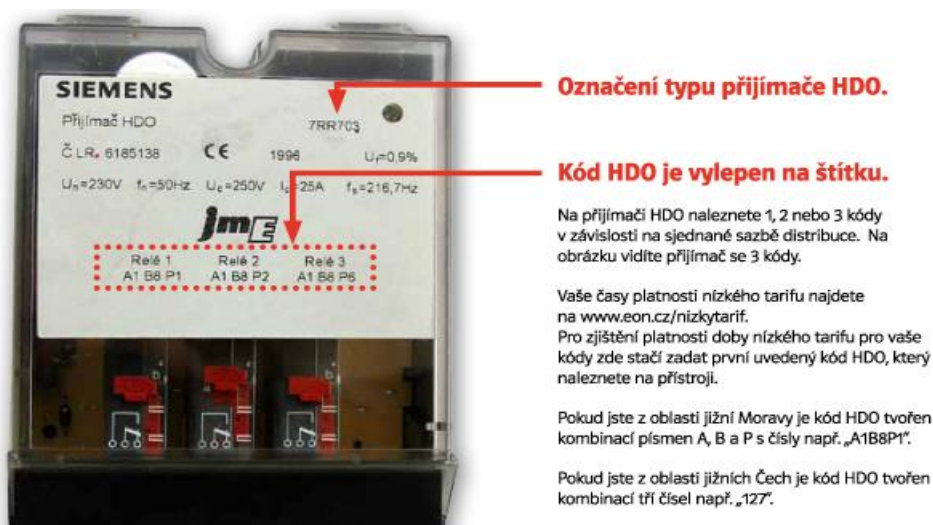 SIEMENS
Přijímač HDO
7RR703
Č LR. 6185138 CE 1996 Ur=0,9%
Un=230V fn=50Hz Uc=250V Ic=25A fs=216,7Hz
jmE
Relé 1 Relé 2 Relé 3
A1 B8 P1 A1 B8 P2 A1 B8 P6
Označení typu přijímače HDO.
Kód HDO je vylepen na štítku.
Na přijímači HDO naleznete 1, 2 nebo 3 kódy
v závislosti na sjednané sazbě distribuce. Na
obrázku vidíte přijímač se 3 kódy.
Vaše časy platnosti nízkého tarifu najdete
na www.eon.cz/nizkytarif.
Pro zjištění platnosti doby nízkého tarifu pro vaše
kódy zde stačí zadat první uvedený kód HDO, který
naleznete na přístroji.
Pokud jste z oblasti jižní Moravy je kód HDO tvořen
kombinací písmen A, B a P s čísly např. „A1B8P1“.
Pokud jste z oblasti jižních Čech je kód HDO tvořen
kombinací tří čísel např. „127“.